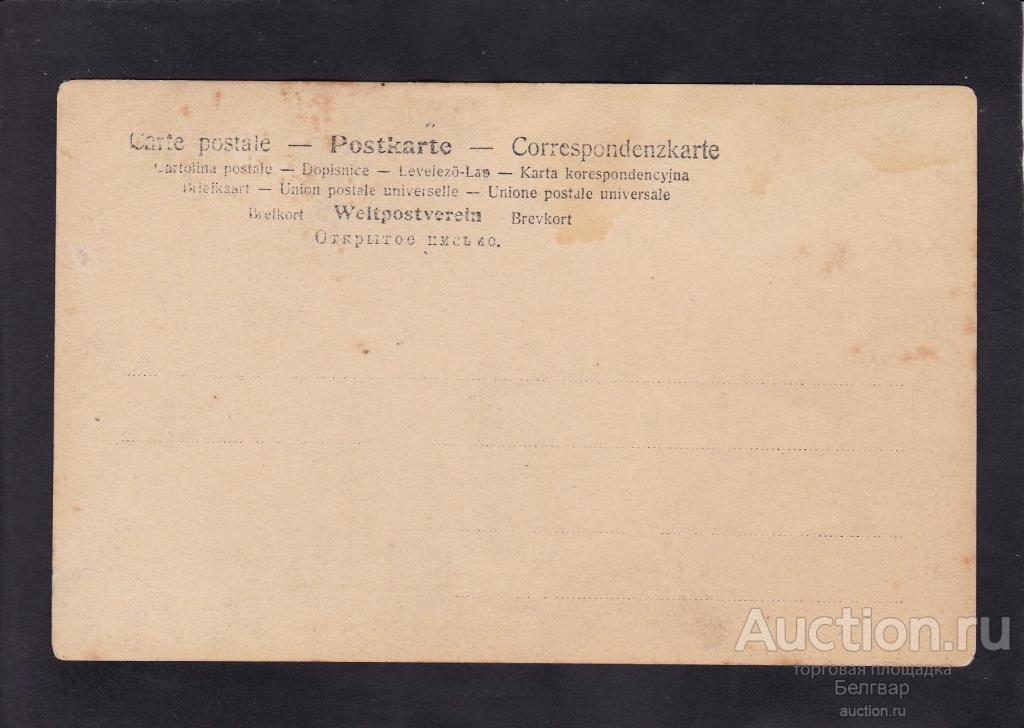 Carte postale — Postkarte — Correspondenzkarte
Cartolina postale — Dopisnice — Levelező-Lap — Karta korespondencyjna
Briefkaart — Union postale universelle — Unione postale universale
Brefkort Weltpostverein Brevkort
Открытое письмо.
Auction.ru
торговая площадка
Белгвар
auction.ru